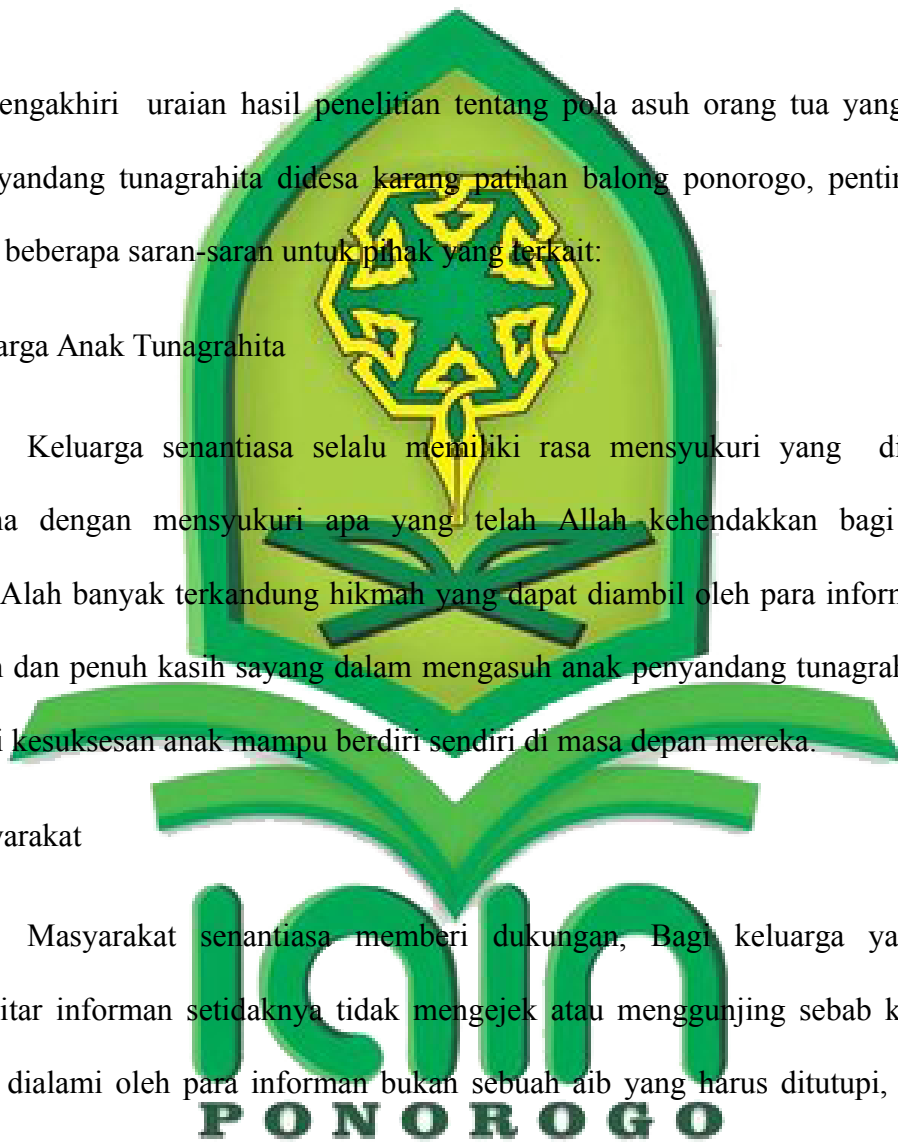 engakhiri uraian hasil penelitian tentang pola asuh orang tua yang
yandang tunagrahita didesa karang patihan balong ponorogo, pentin
beberapa saran-saran untuk pihak yang terkait:
arga Anak Tunagrahita
Keluarga senantiasa selalu memiliki rasa mensyukuri yang di
na dengan mensyukuri apa yang telah Allah kehendakkan bagi
Alah banyak terkandung hikmah yang dapat diambil oleh para inform
n dan penuh kasih sayang dalam mengasuh anak penyandang tunagrah
i kesuksesan anak mampu berdiri sendiri di masa depan mereka.
yarakat
Masyarakat senantiasa memberi dukungan, Bagi keluarga ya
itar informan setidaknya tidak mengejek atau menggunjing sebab k
dialami oleh para informan bukan sebuah aib yang harus ditutupi,
iain
PONOROGO